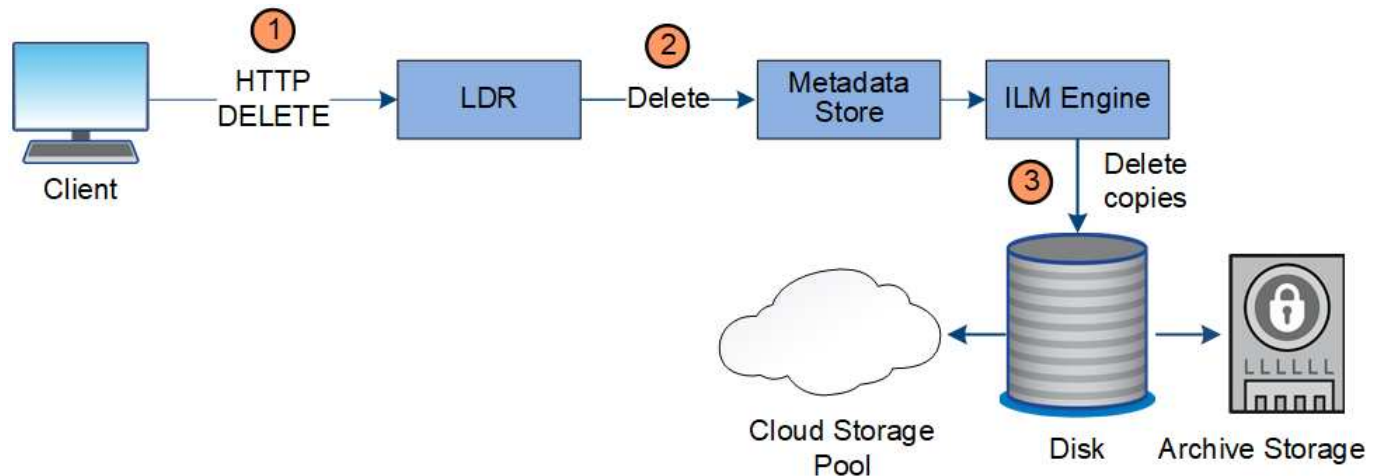 1
HTTP
DELETE
LDR
2
Delete
Metadata
Store
ILM Engine
Client
3
Delete
copies
LLLLLL
Cloud Storage
Pool
Disk
Archive Storage